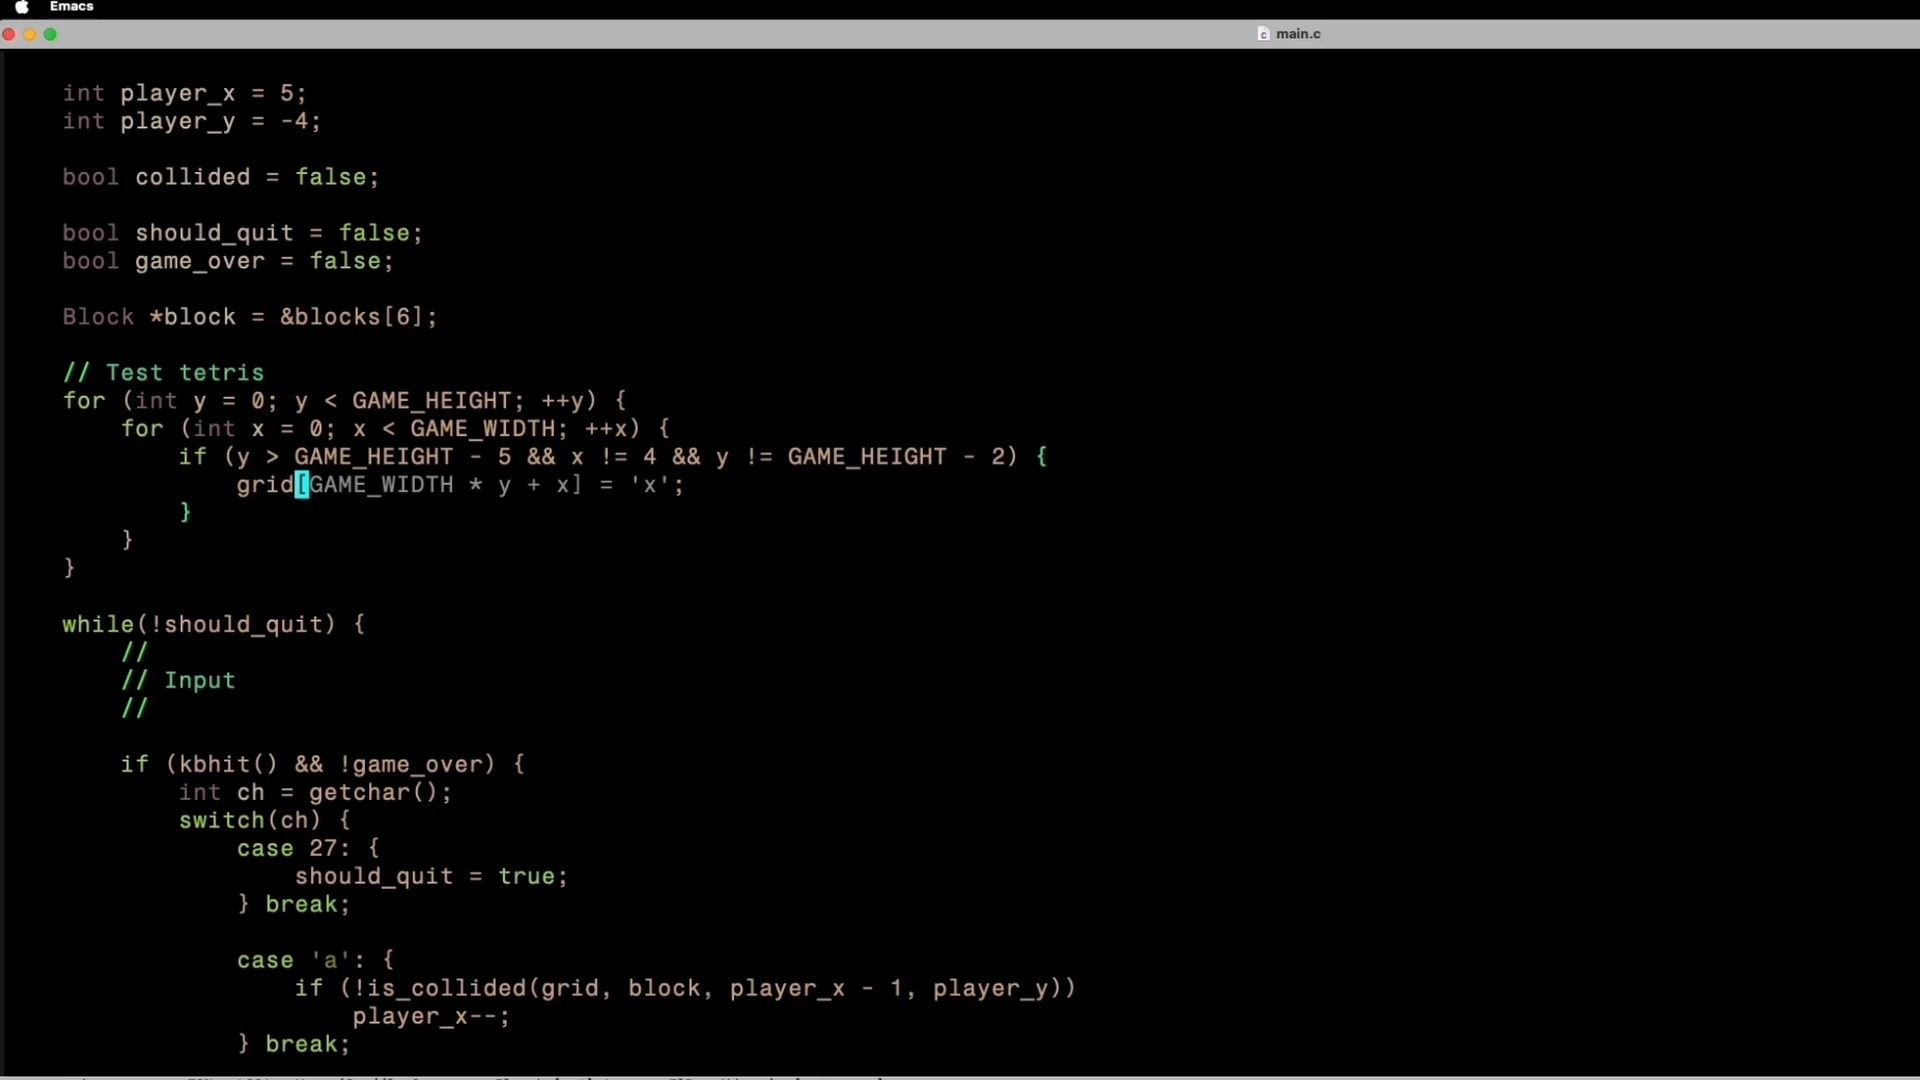 Emacs
main.c
int player_x = 5;
int player_y = -4;
bool collided = false;
bool should_quit = false;
bool game_over = false;
Block *block = &blocks[6];
// Test tetris
for (int y = 0; y < GAME_HEIGHT; ++y) {
for (int x = 0; x < GAME_WIDTH; ++x) {
if (y > GAME_HEIGHT - 5 && x != 4 && y != GAME_HEIGHT - 2) {
grid[GAME_WIDTH * y + x] = 'x';
}
}
}
while(!should_quit) {
//
// Input
//
if (kbhit() && !game_over) {
int ch = getchar();
switch(ch) {
case 27: {
should_quit = true;
} break;
case 'a': {
if (!is_collided(grid, block, player_x - 1, player_y))
player_x--;
} break;